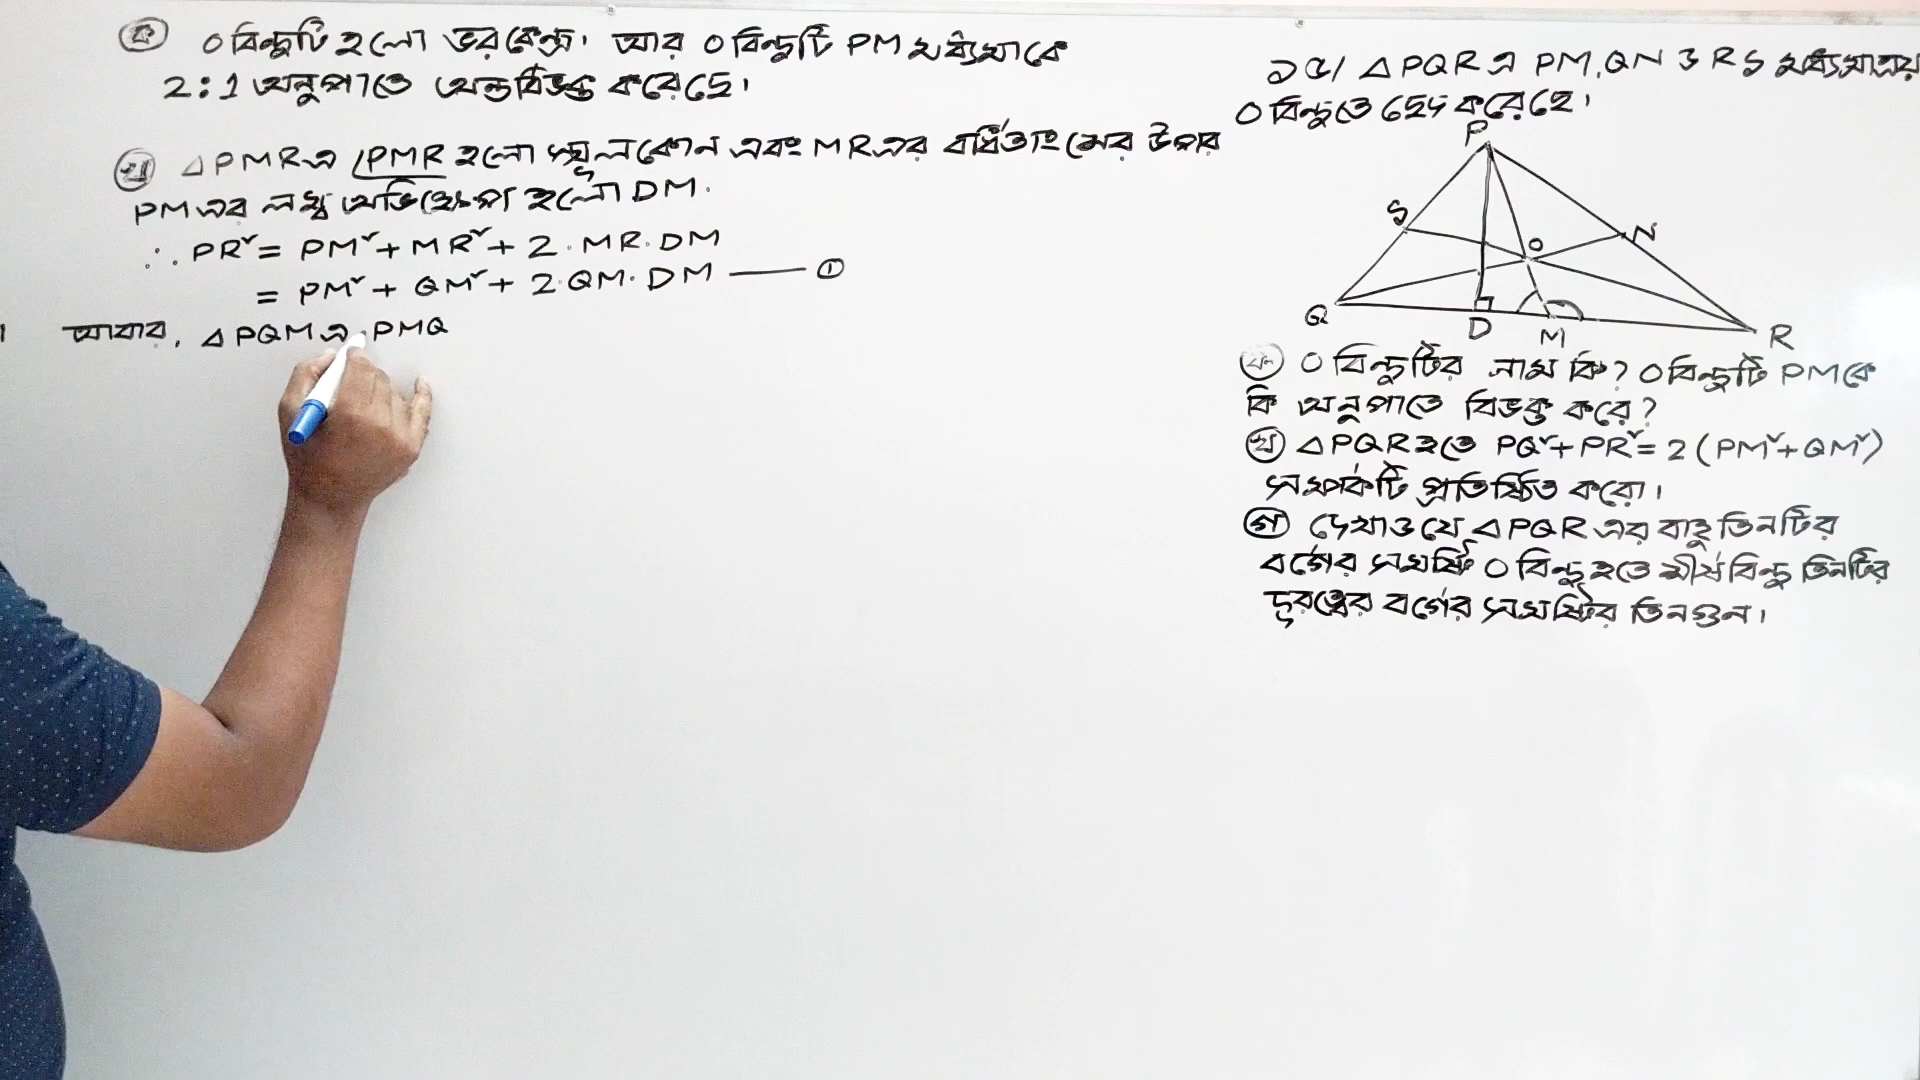 ক O বিন্দুটি হলো ভরকেন্দ্র। আর O বিন্দুটি PM মধ্যমাকে
2:1 অনুপাতে অন্তর্বিভক্ত করেছে।
খ △PMR এ ∠PMR হলো স্থূলকোন এবং MR এর বর্ধিতাংশের উপর
PM এর লম্ব অভিক্ষেপ হলো DM.
∴ PR² = PM² + MR² + 2.MR.DM
= PM² + QM² + 2.QM.DM —— ①
আবার, △PQM এ PMQ
১৫। △PQR এ PM, QN ও RS মধ্যমাত্রয়
O বিন্দুতে ছেদ করেছে।
P
S
N
O
Q
D
M
R
ক O বিন্দুটির নাম কি? O বিন্দুটি PM কে
কি অনুপাতে বিভক্ত করে?
খ △PQR হতে PQ² + PR² = 2(PM² + QM²)
সম্পর্কটি প্রতিষ্ঠিত করো।
গ দেখাও যে △PQR এর বাহু তিনটির
বর্গের সমষ্টি O বিন্দু হতে শীর্ষবিন্দু তিনটির
দূরত্বের বর্গের সমষ্টির তিনগুন।